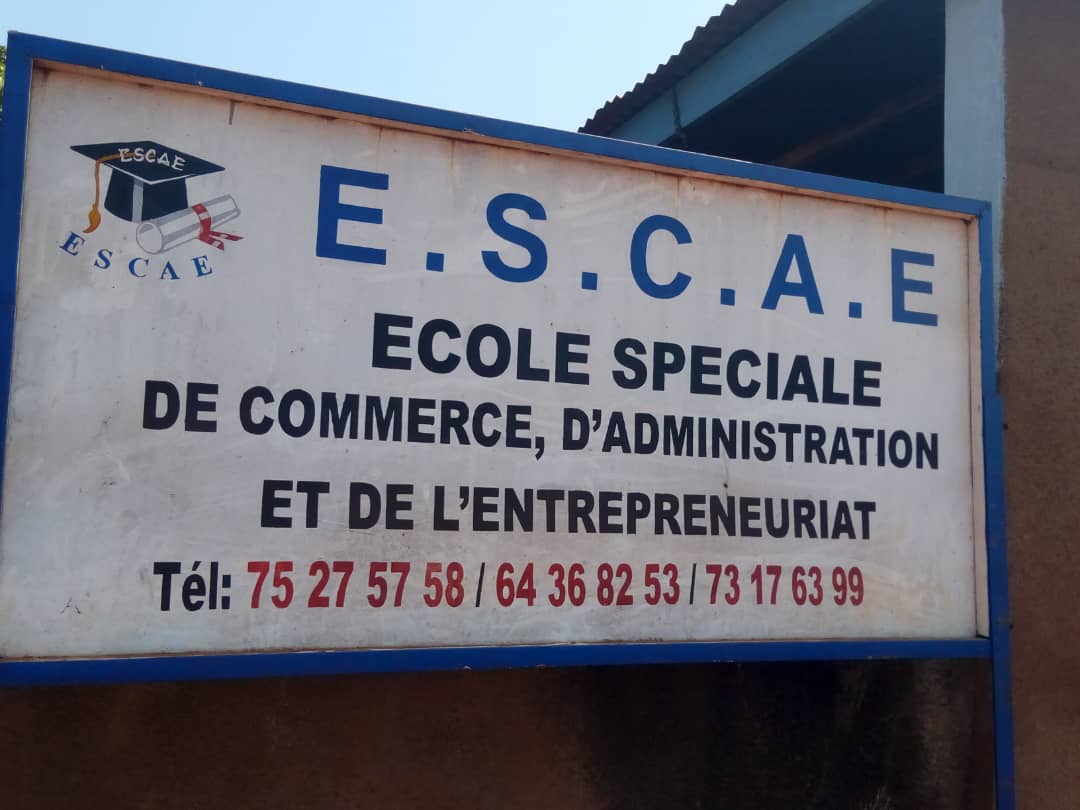 ESCAE
ESCAE
E.S.C.A.E
ECOLE SPECIALE
DE COMMERCE, D'ADMINISTRATION
ET DE L'ENTREPRENEURIAT
Tél: 75 27 57 58 / 64 36 82 53 / 73 17 63 99